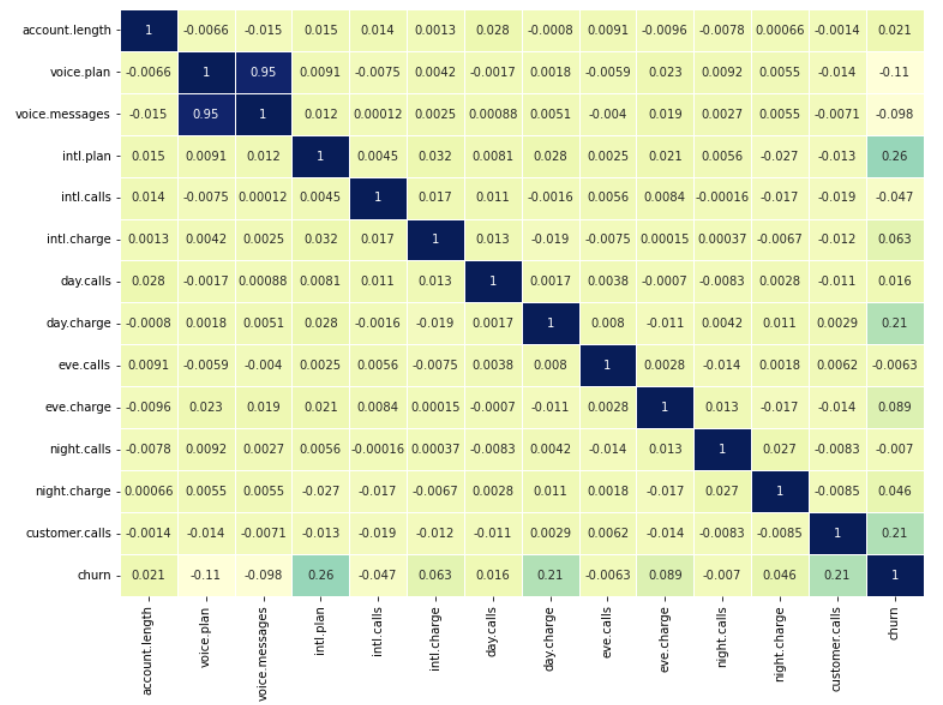 account.length 1 -0.0066 -0.015 0.015 0.014 0.0013 0.028 -0.0008 0.0091 -0.0096 -0.0078 0.00066 -0.0014 0.021
voice.plan -0.0066 1 0.95 0.0091 -0.0075 0.0042 -0.0017 0.0018 -0.0059 0.023 0.0092 0.0055 -0.014 -0.11
voice.messages -0.015 0.95 1 0.012 0.00012 0.0025 0.00088 0.0051 -0.004 0.019 0.0027 0.0055 -0.0071 -0.098
intl.plan 0.015 0.0091 0.012 1 0.0045 0.032 0.0081 0.028 0.0025 0.021 0.0056 -0.027 -0.013 0.26
intl.calls 0.014 -0.0075 0.00012 0.0045 1 0.017 0.011 -0.0016 0.0056 0.0084 -0.00016 -0.017 -0.019 -0.047
intl.charge 0.0013 0.0042 0.0025 0.032 0.017 1 0.013 -0.019 -0.0075 0.00015 0.00037 -0.0067 -0.012 0.063
day.calls 0.028 -0.0017 0.00088 0.0081 0.011 0.013 1 0.0017 0.0038 -0.0007 -0.0083 0.0028 -0.011 0.016
day.charge -0.0008 0.0018 0.0051 0.028 -0.0016 -0.019 0.0017 1 0.008 -0.011 0.0042 0.011 0.0029 0.21
eve.calls 0.0091 -0.0059 -0.004 0.0025 0.0056 -0.0075 0.0038 0.008 1 0.0028 -0.014 0.0018 0.0062 -0.0063
eve.charge -0.0096 0.023 0.019 0.021 0.0084 0.00015 -0.0007 -0.011 0.0028 1 0.013 -0.017 -0.014 0.089
night.calls -0.0078 0.0092 0.0027 0.0056 -0.00016 0.00037 -0.0083 0.0042 -0.014 0.013 1 0.027 -0.0083 -0.007
night.charge 0.00066 0.0055 0.0055 -0.027 -0.017 -0.0067 0.0028 0.011 0.0018 -0.017 0.027 1 -0.0085 0.046
customer.calls -0.0014 -0.014 -0.0071 -0.013 -0.019 -0.012 -0.011 0.0029 0.0062 -0.014 -0.0083 -0.0085 1 0.21
churn 0.021 -0.11 -0.098 0.26 -0.047 0.063 0.016 0.21 -0.0063 0.089 -0.007 0.046 0.21 1
account.length voice.plan voice.messages intl.plan intl.calls intl.charge day.calls day.charge eve.calls eve.charge night.calls night.charge customer.calls churn